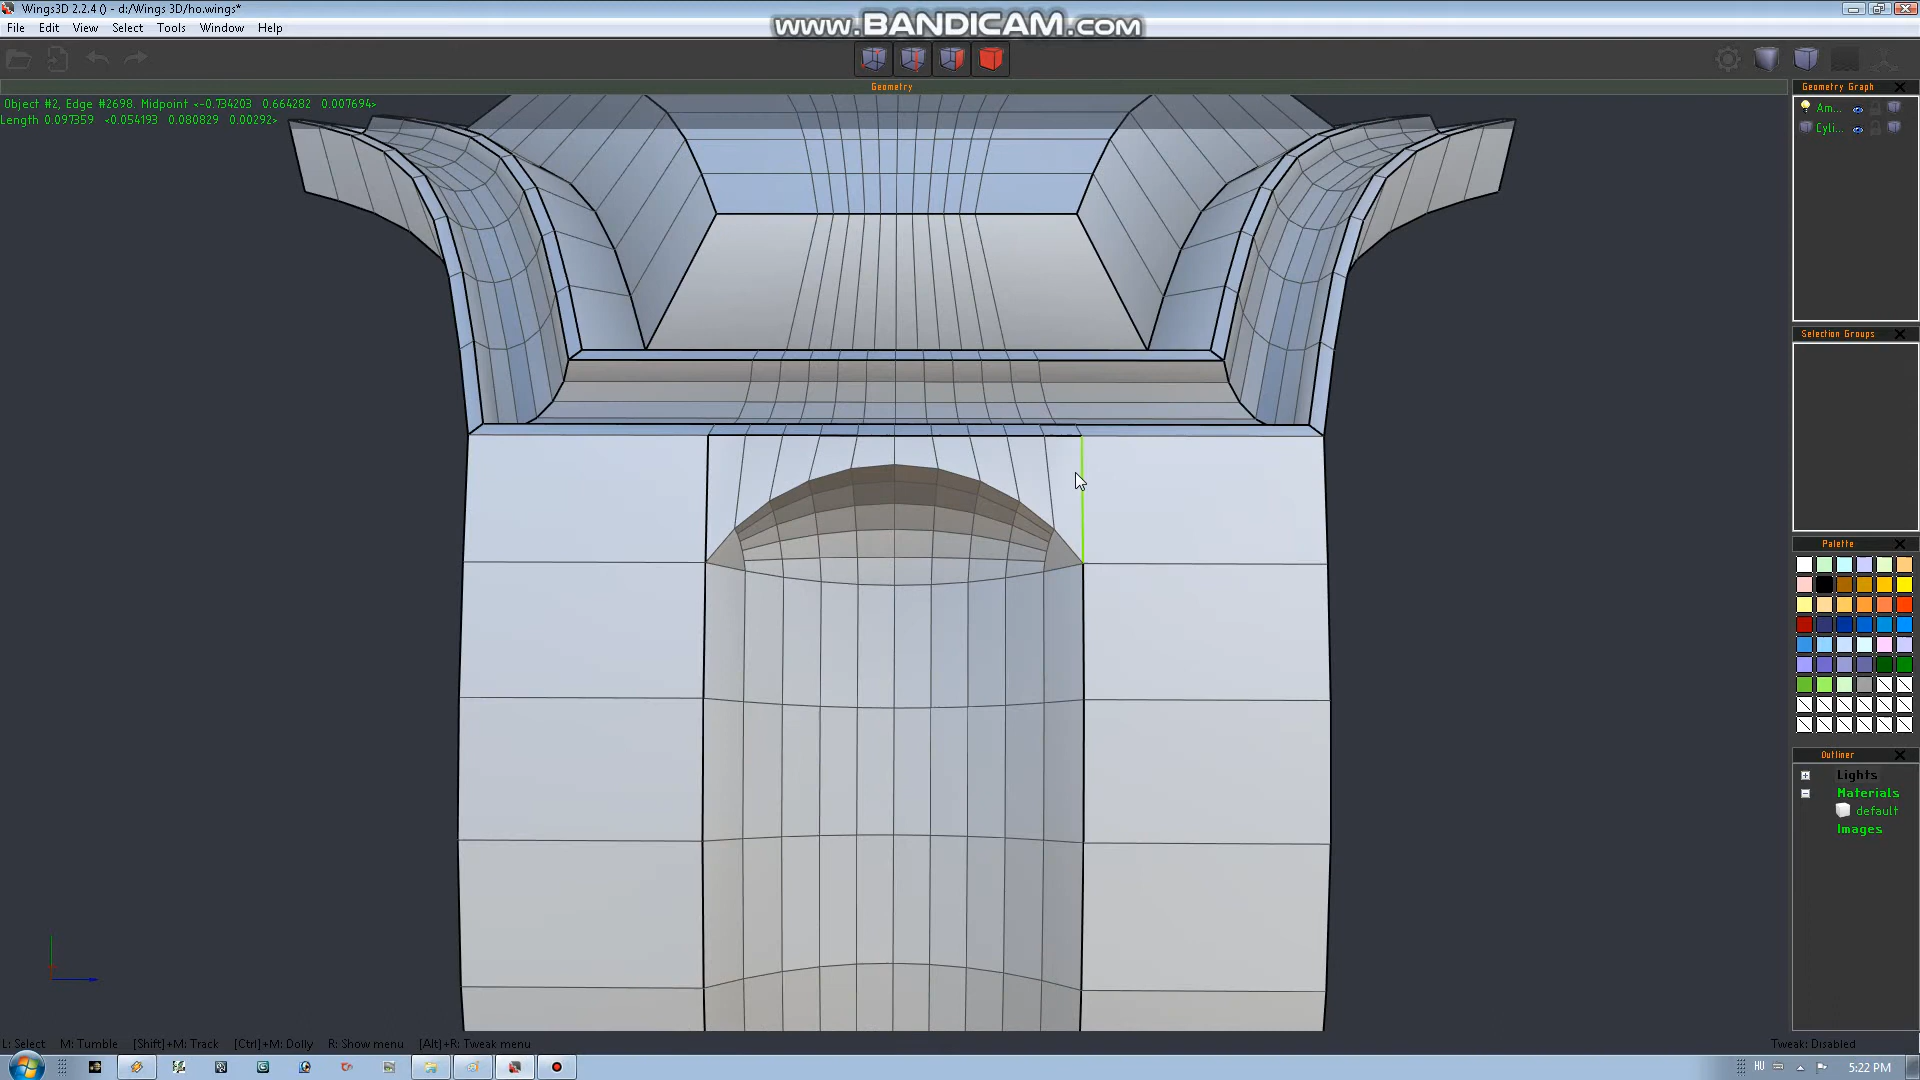 Wings3D 2.2.4 () - d:/Wings 3D/ho.wings*
www.BANDICAM.com
File Edit View Select Tools Window Help
Geometry
Geometry Graph
Object #2, Edge #2698. Midpoint <-0.734203 0.664282 0.007694>
Length 0.097359 <0.054193 0.080829 0.00292>
Am...
Cyli...
Selection Groups
Palette
Outliner
Lights
Materials
default
Images
L: Select M: Tumble [Shift]+M: Track [Ctrl]+M: Dolly R: Show menu [Alt]+R: Tweak menu
Tweak: Disabled
HU
5:22 PM